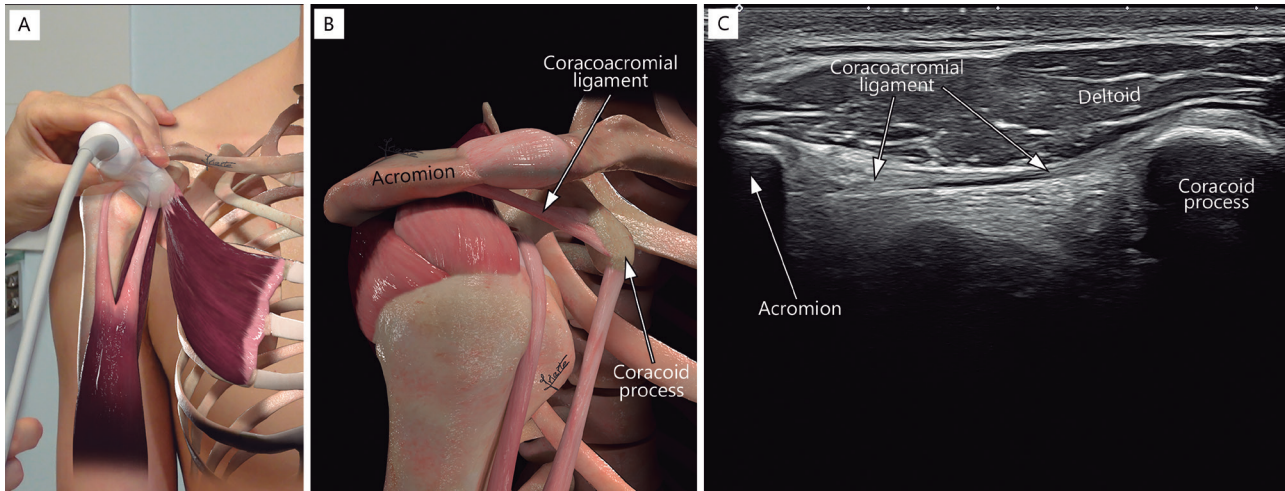 A
B
Coracoacromial
ligament
Acromion
Coracoid
process
C
Coracoacromial
ligament
Deltoid
Coracoid
process
Acromion